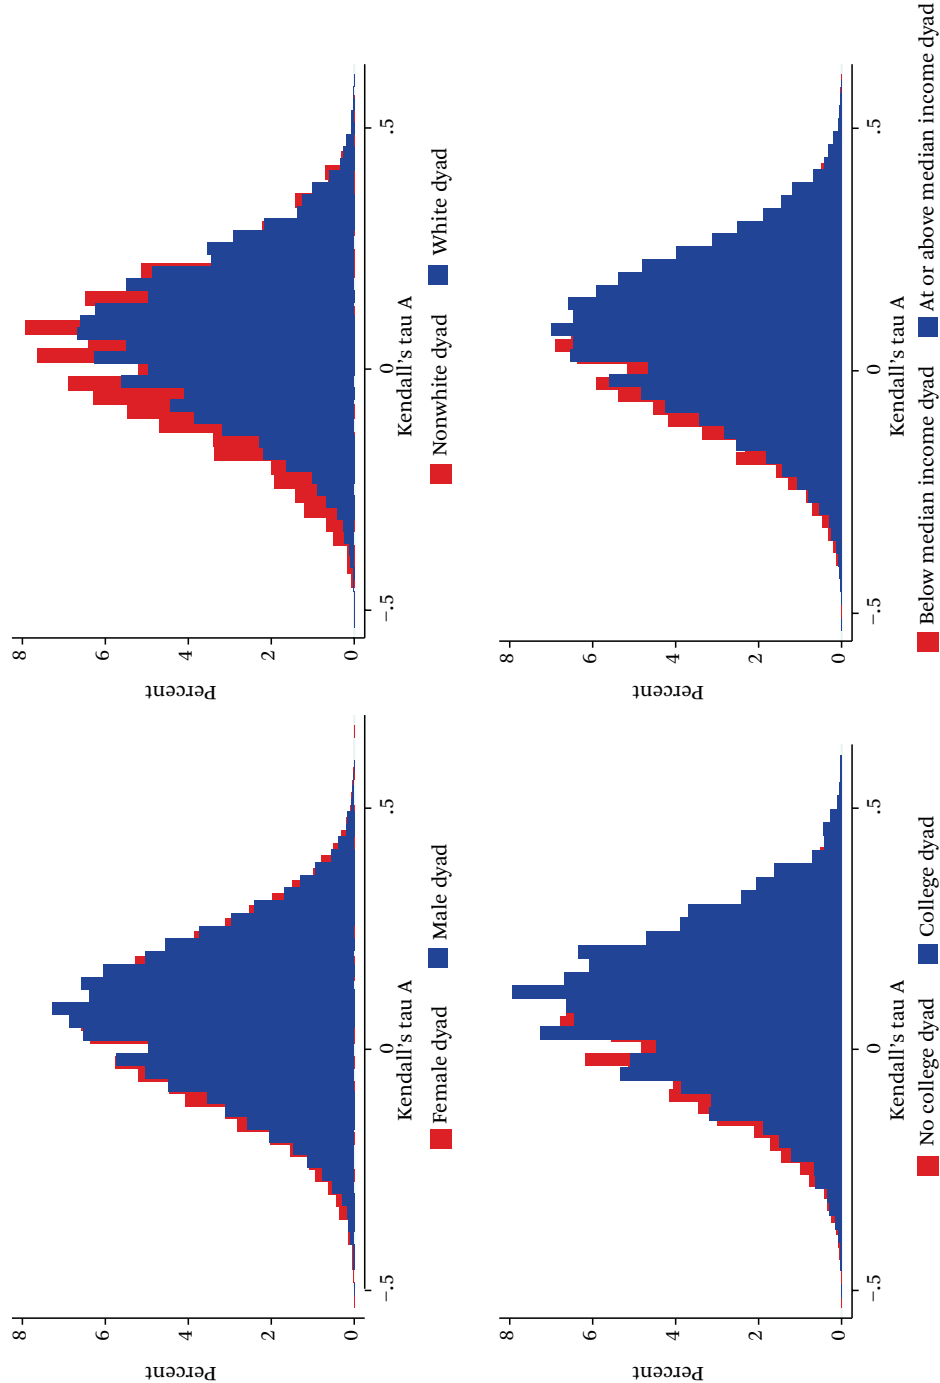 8
6
4
2
0
Percent
−.5
0
.5
Kendall's tau A
Female dyad
Male dyad
8
6
4
2
0
Percent
−.5
0
.5
Kendall's tau A
Nonwhite dyad
White dyad
8
6
4
2
0
Percent
−.5
0
.5
Kendall's tau A
No college dyad
College dyad
8
6
4
2
0
Percent
−.5
0
.5
Kendall's tau A
Below median income dyad
At or above median income dyad